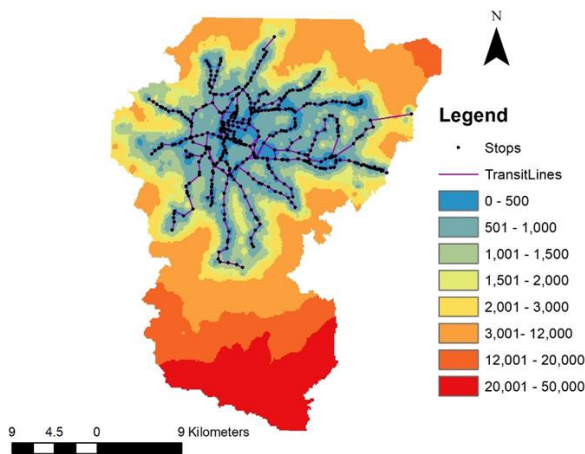 N
Legend
Stops
TransitLines
0 - 500
501 - 1,000
1,001 - 1,500
1,501 - 2,000
2,001 - 3,000
3,001- 12,000
12,001 - 20,000
20,001 - 50,000
9 4.5 0 9 Kilometers